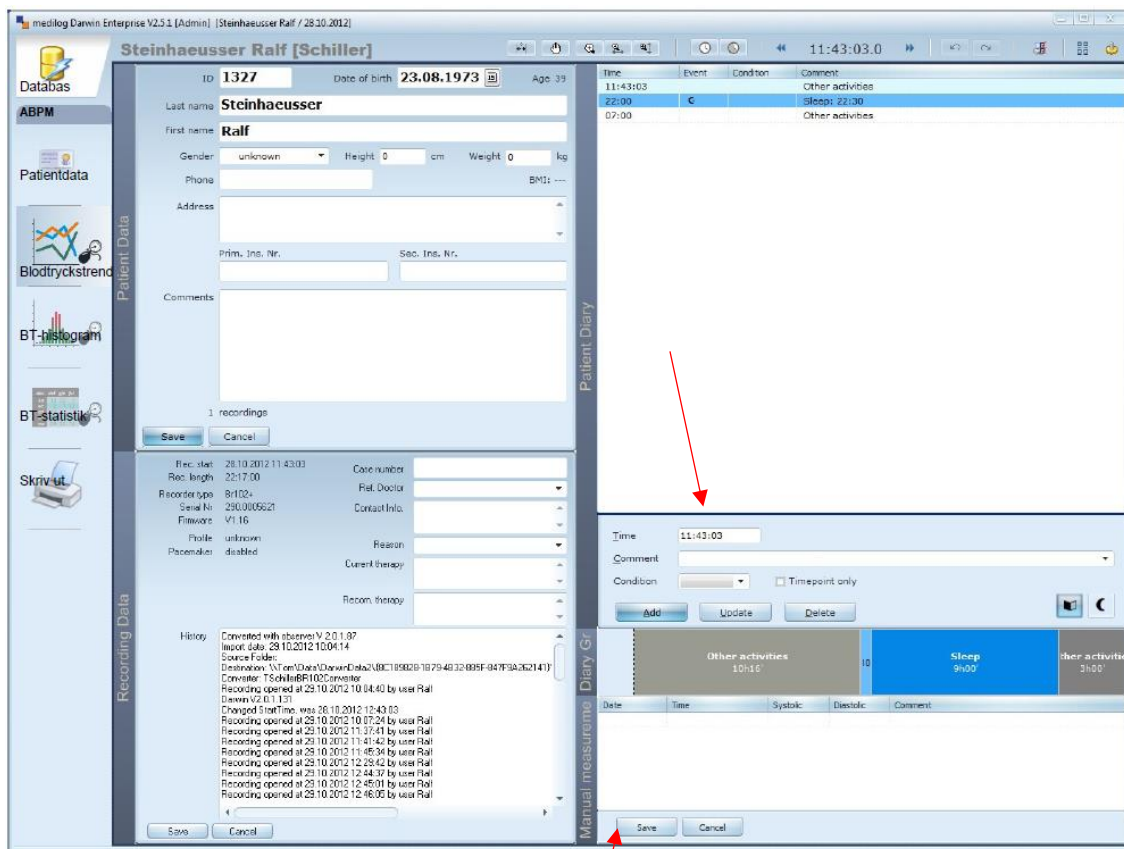 medilog Darwin Enterprise V2.5.1 [Admin] [Steinhaeusser Ralf / 28.10.2012]
Steinhaeusser Ralf [Schiller]
11:43:03.0
Databas
ABPM
Patientdata
Blodtryckstrend
BT-histogram
BT-statistik
Skriv ut
Patient Data
ID 1327 Date of birth 23.08.1973 Age 39
Last name Steinhaeusser
First name Ralf
Gender unknown Height 0 cm Weight 0 kg
Phone BMI: ---
Address
Prim. Ins. Nr. Sec. Ins. Nr.
Comments
1 recordings
Save Cancel
Recording Data
Rec. start 28.10.2012 11:43:03
Rec. length 22:17:00
Recorder type Br102+
Serial Nr 290.0005621
Firmware V1.16
Profile unknown
Pacemaker disabled
Case number
Ref. Doctor
Contact Info.
Reason
Current therapy
Recom. therapy
History
Converted with observer V 2.0.1.87
Import date: 29.10.2012 10:04:14
Source Folder:
Converter: TSchillerBR102Converter
Recording opened at 29.10.2012 10:04:40 by user Ralf
Darwin V2.0.1.131
Changed StartTime. was 28.10.2012 12:43:03
Recording opened at 29.10.2012 10:07:24 by user Ralf
Recording opened at 29.10.2012 11:37:41 by user Ralf
Recording opened at 29.10.2012 11:41:42 by user Ralf
Recording opened at 29.10.2012 11:45:34 by user Ralf
Recording opened at 29.10.2012 12:29:42 by user Ralf
Recording opened at 29.10.2012 12:44:37 by user Ralf
Recording opened at 29.10.2012 12:45:01 by user Ralf
Recording opened at 29.10.2012 12:46:05 by user Ralf
Save Cancel
Patient Diary
Time Event Condition Comment
11:43:03 Other activities
22:00 C Sleep: 22:30
07:00 Other activities
Time 11:43:03
Comment
Condition Timepoint only
Add Update Delete
Diary Gr
Other activities
10h16'
Sleep
9h00'
ther activitie
3h00'
Manual measureme
Date Time Systolic Diastolic Comment
Save Cancel